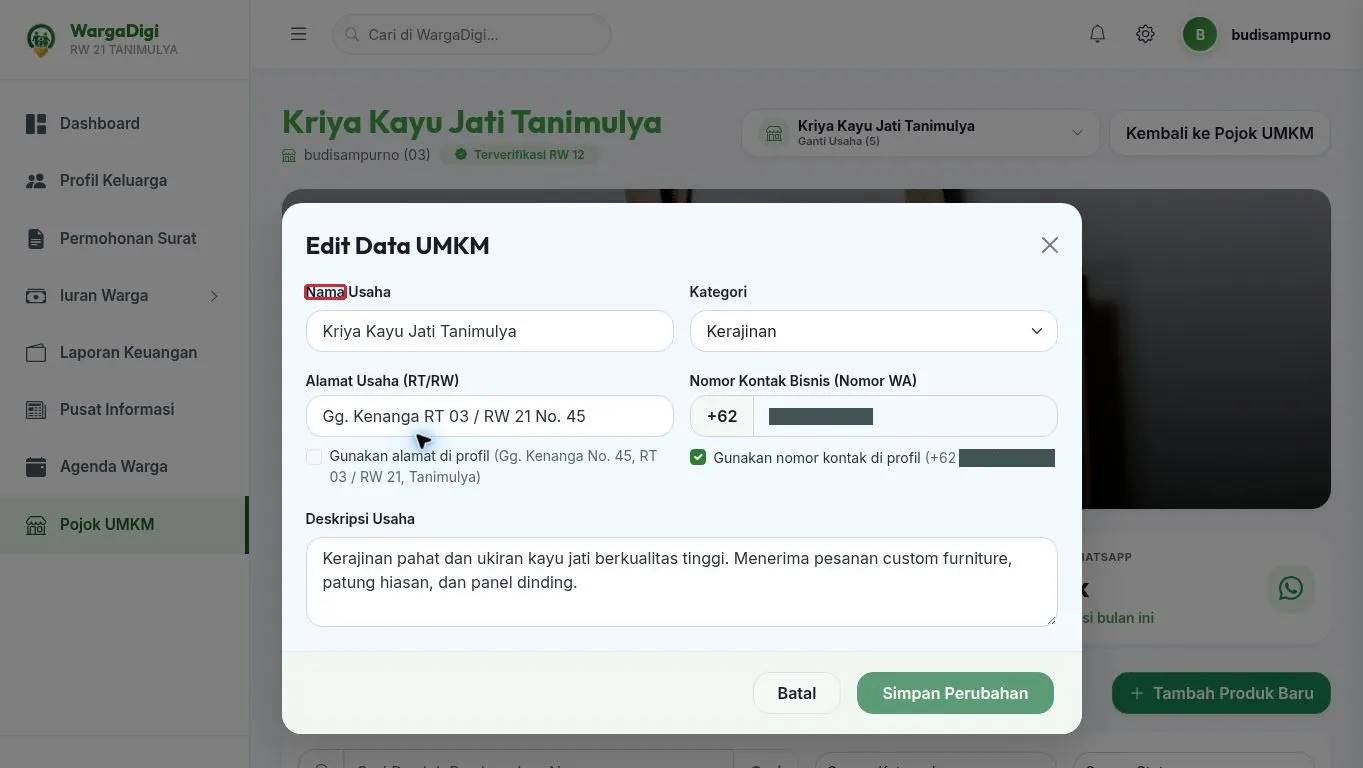 WargaDigi
RW 21 TANIMULYA
Cari di WargaDigi...
B
budisampurno
Dashboard
Profil Keluarga
Permohonan Surat
Iuran Warga
Laporan Keuangan
Pusat Informasi
Agenda Warga
Pojok UMKM
Kriya Kayu Jati Tanimulya
budisampurno (03)
Terverifikasi RW 12
Kriya Kayu Jati Tanimulya
Ganti Usaha (5)
Kembali ke Pojok UMKM
Edit Data UMKM
Nama Usaha
Kriya Kayu Jati Tanimulya
Kategori
Kerajinan
Alamat Usaha (RT/RW)
Gg. Kenanga RT 03 / RW 21 No. 45
Gunakan alamat di profil (Gg. Kenanga No. 45, RT
03 / RW 21, Tanimulya)
Nomor Kontak Bisnis (Nomor WA)
+62
Gunakan nomor kontak di profil (+62
Deskripsi Usaha
Kerajinan pahat dan ukiran kayu jati berkualitas tinggi. Menerima pesanan custom furniture,
patung hiasan, dan panel dinding.
Batal
Simpan Perubahan
HATSAPP
k
si bulan ini
Tambah Produk Baru